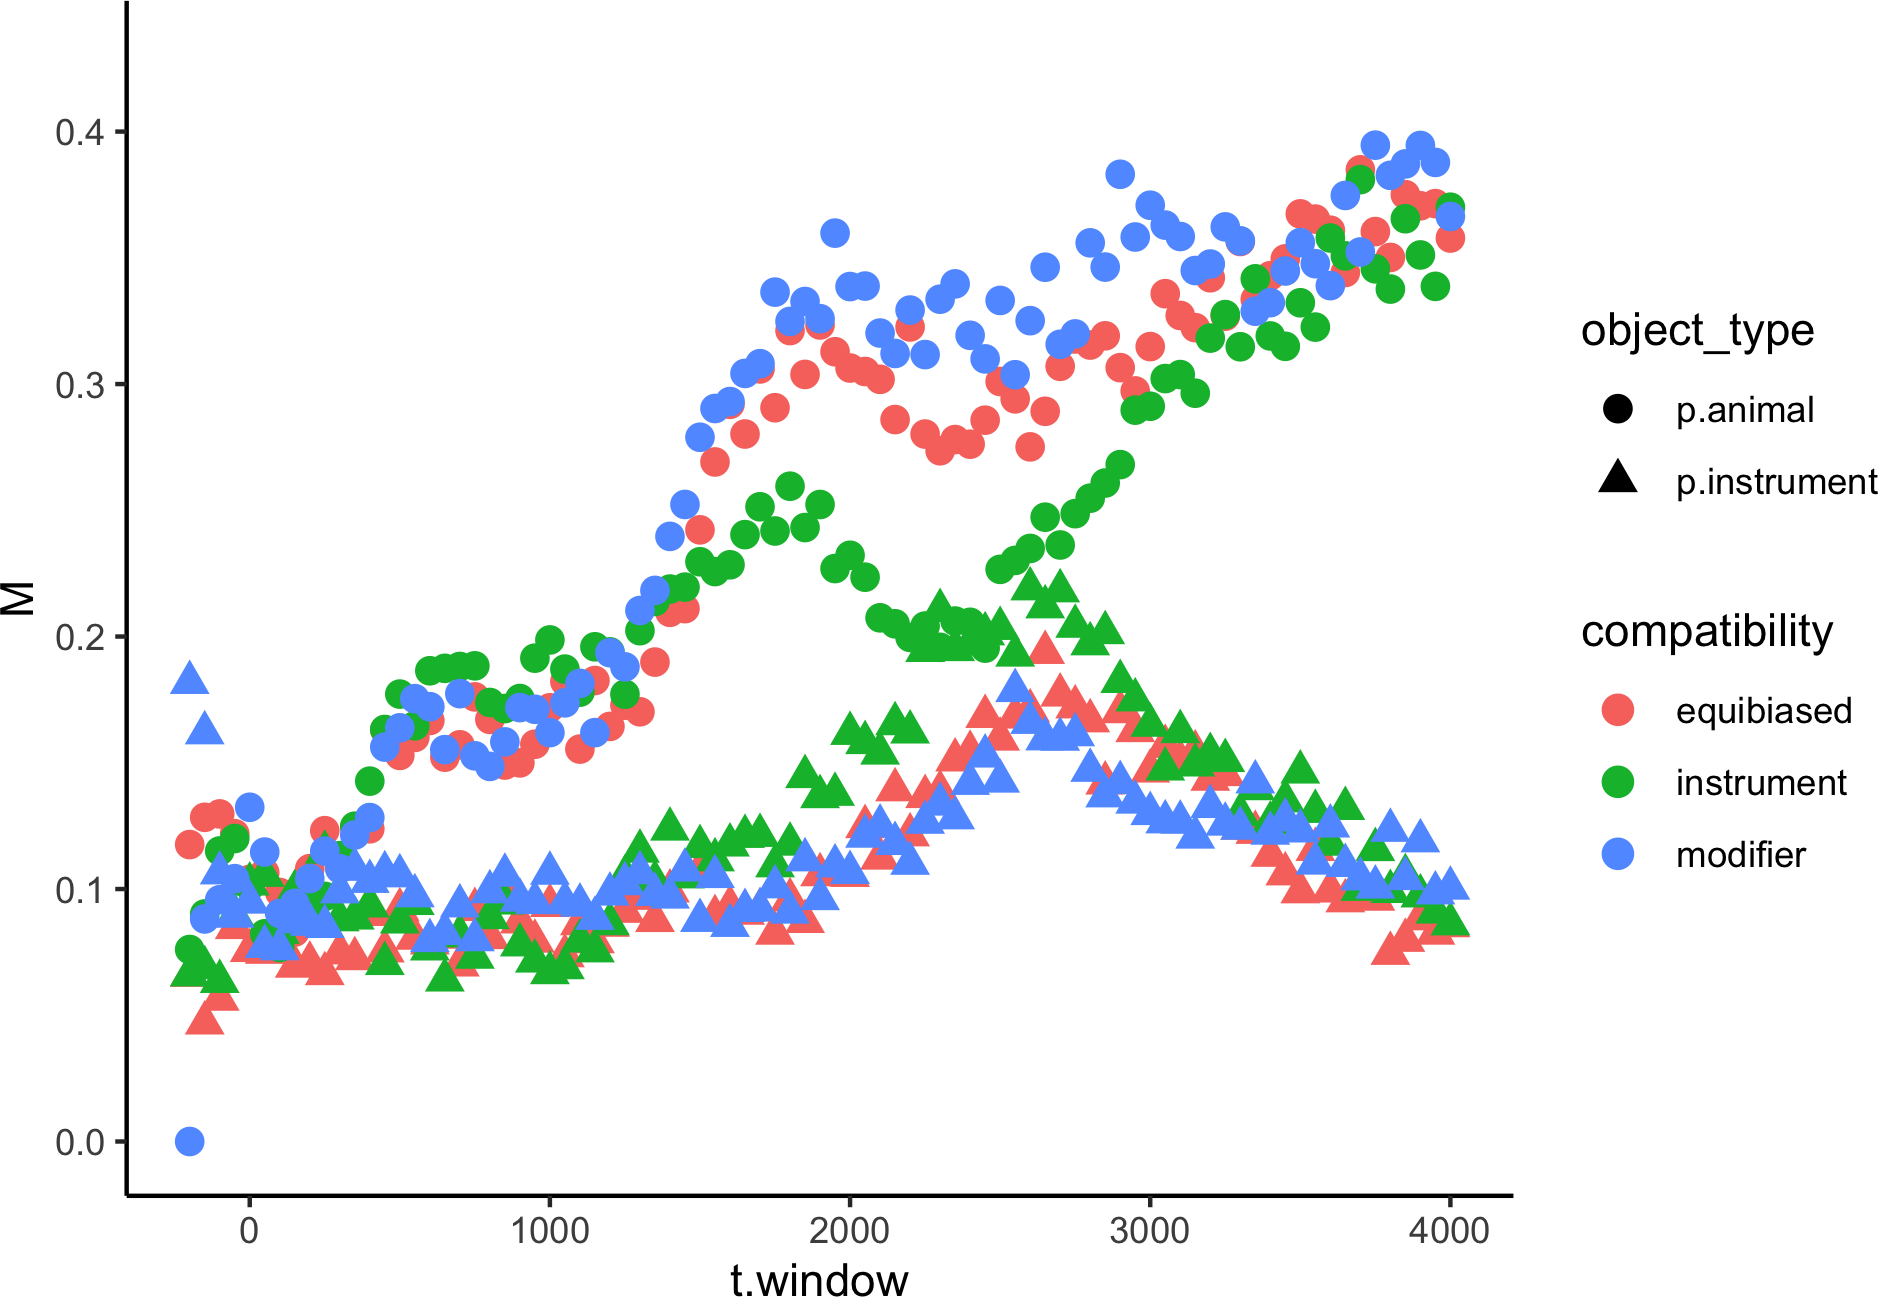 0.4
0.3
0.2
0.1
0.0
M
0
1000
2000
3000
4000
t.window
object_type
p.animal
p.instrument
compatibility
equibiased
instrument
modifier